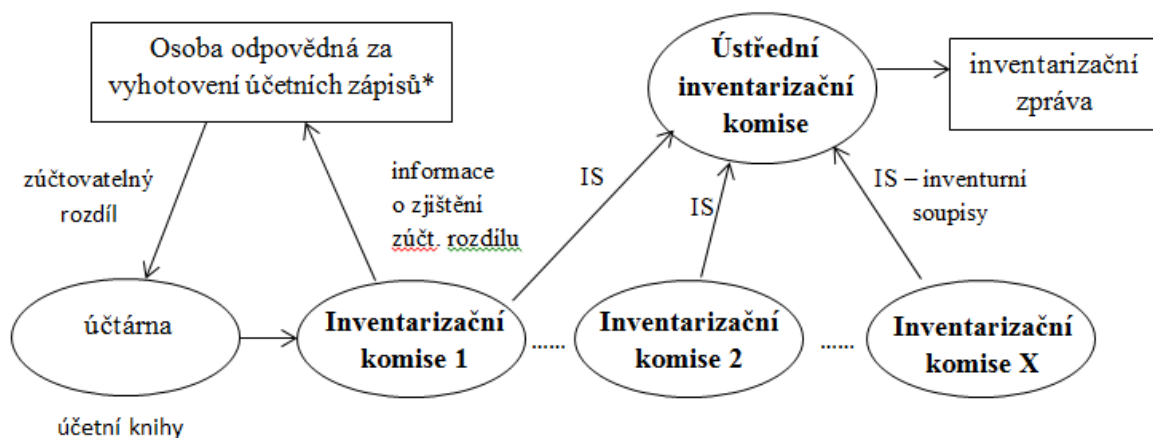 Osoba odpovědná za
vyhotovení účetních zápisů*
Ústřední
inventarizační
komise
inventarizační
zpráva
zúčtovatelný
rozdíl
informace
o zjištění
zúčt. rozdílu
IS
IS
IS – inventurní
soupisy
účtárna
Inventarizační
komise 1
......
Inventarizační
komise 2
......
Inventarizační
komise X
účetní knihy